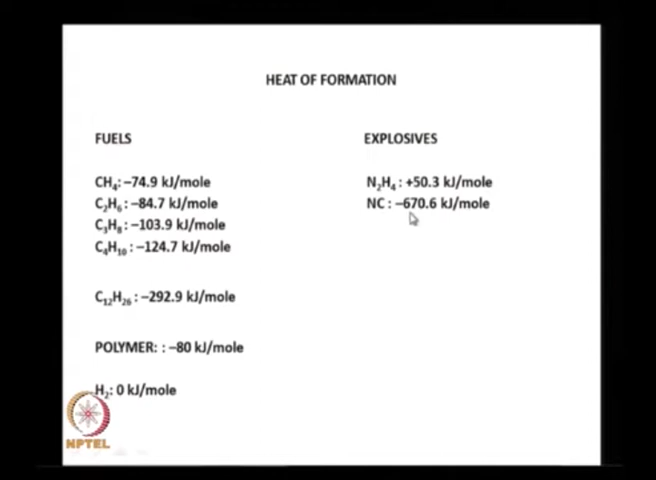 HEAT OF FORMATION
FUELS
CH₄: –74.9 kJ/mole
C₂H₆ : –84.7 kJ/mole
C₃H₈ : –103.9 kJ/mole
C₄H₁₀ : –124.7 kJ/mole
C₁₂H₂₆ : –292.9 kJ/mole
POLYMER: : –80 kJ/mole
H₂: 0 kJ/mole
EXPLOSIVES
N₂H₄ : +50.3 kJ/mole
NC : –670.6 kJ/mole
NPTEL